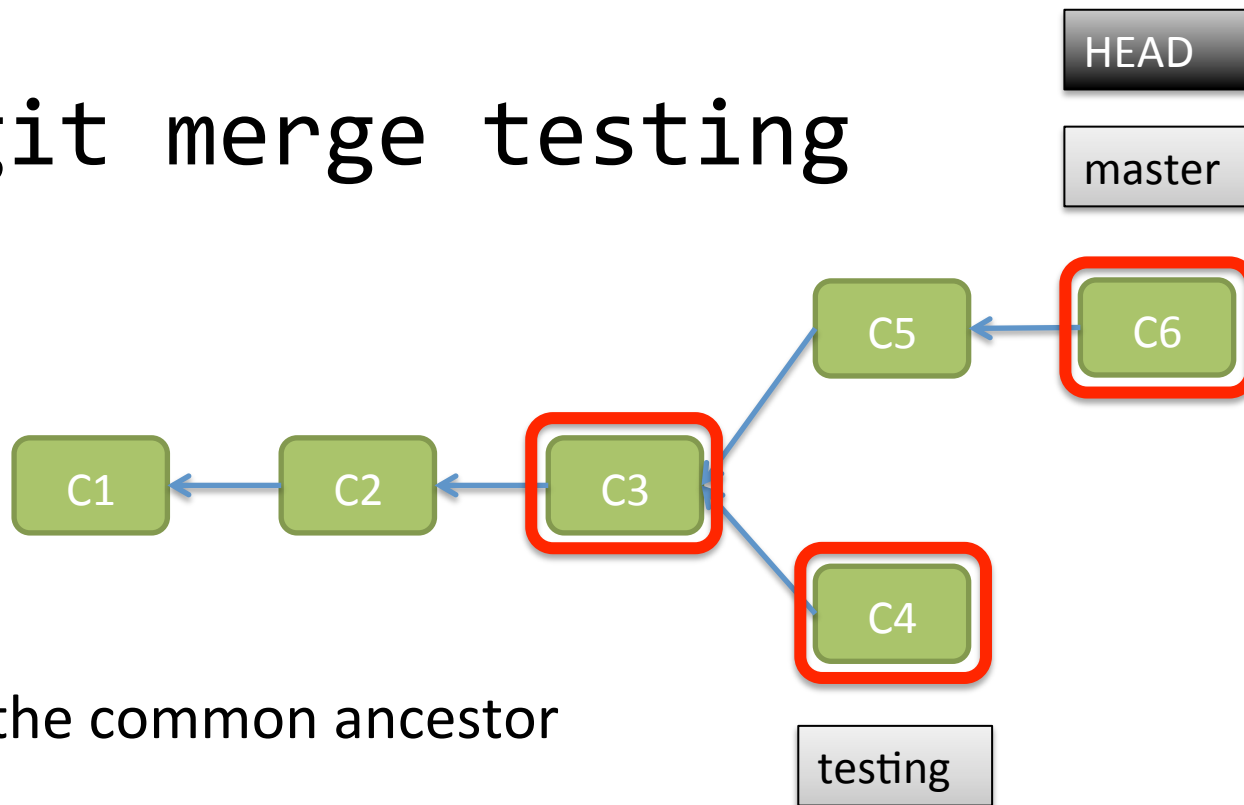 HEAD
git merge testing
master
C5
C6
C1
C2
C3
C4
the common ancestor
testing